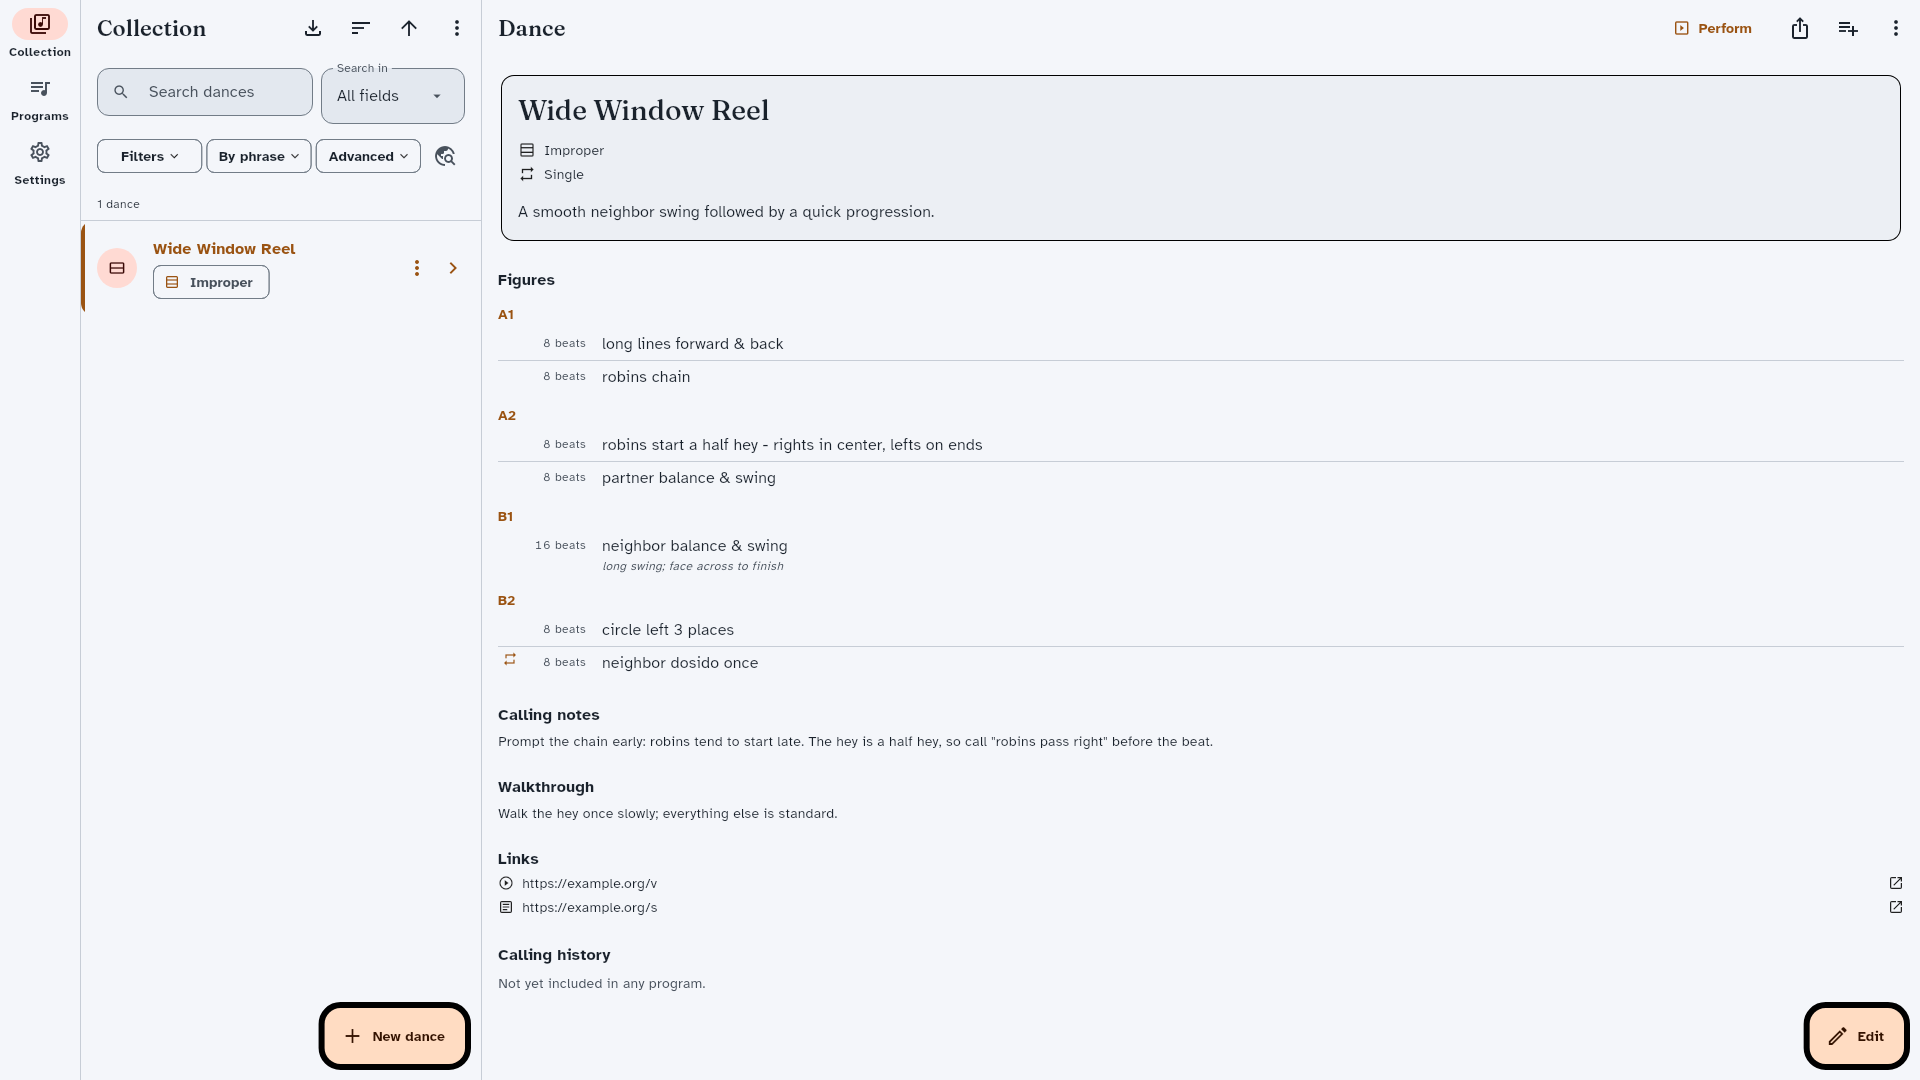 Collection
Programs
Settings
Collection
Search dances
Search in
All fields
Filters
By phrase
Advanced
1 dance
Wide Window Reel
Improper
New dance
Dance
Perform
Wide Window Reel
Improper
Single
A smooth neighbor swing followed by a quick progression.
Figures
A1
8 beats long lines forward & back
8 beats robins chain
A2
8 beats robins start a half hey - rights in center, lefts on ends
8 beats partner balance & swing
B1
16 beats neighbor balance & swing
long swing; face across to finish
B2
8 beats circle left 3 places
8 beats neighbor dosido once
Calling notes
Prompt the chain early: robins tend to start late. The hey is a half hey, so call "robins pass right" before the beat.
Walkthrough
Walk the hey once slowly; everything else is standard.
Links
https://example.org/v
https://example.org/s
Calling history
Not yet included in any program.
Edit